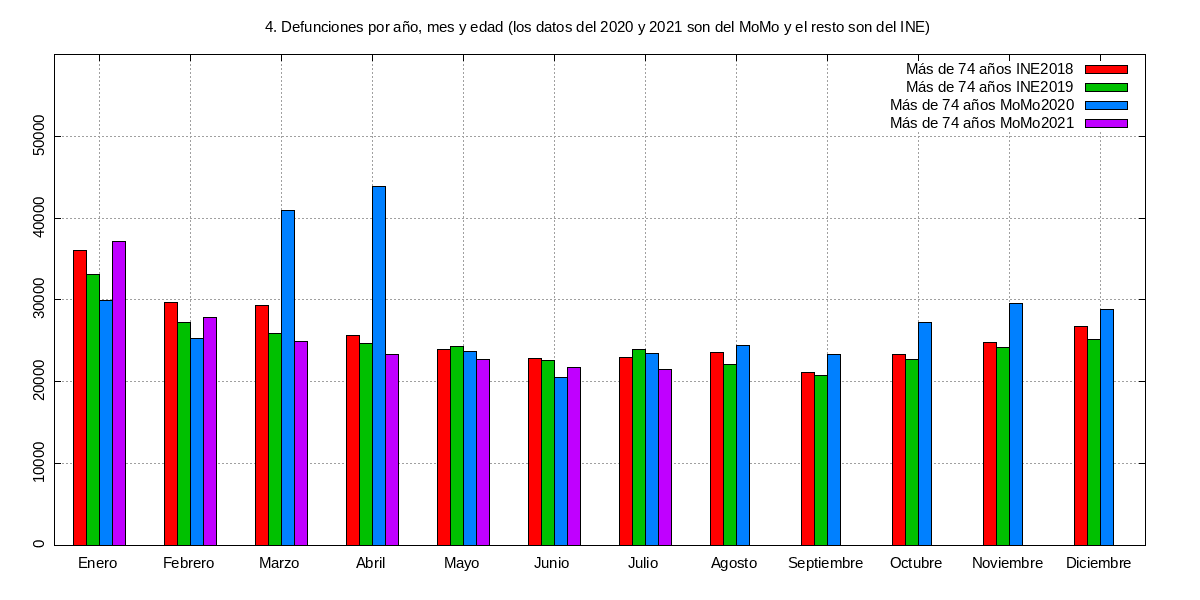 4. Defunciones por año, mes y edad (los datos del 2020 y 2021 son del MoMo y el resto son del INE)
Más de 74 años INE2018
Más de 74 años INE2019
Más de 74 años MoMo2020
Más de 74 años MoMo2021
50000
40000
30000
20000
10000
0
Enero Febrero Marzo Abril Mayo Junio Julio Agosto Septiembre Octubre Noviembre Diciembre